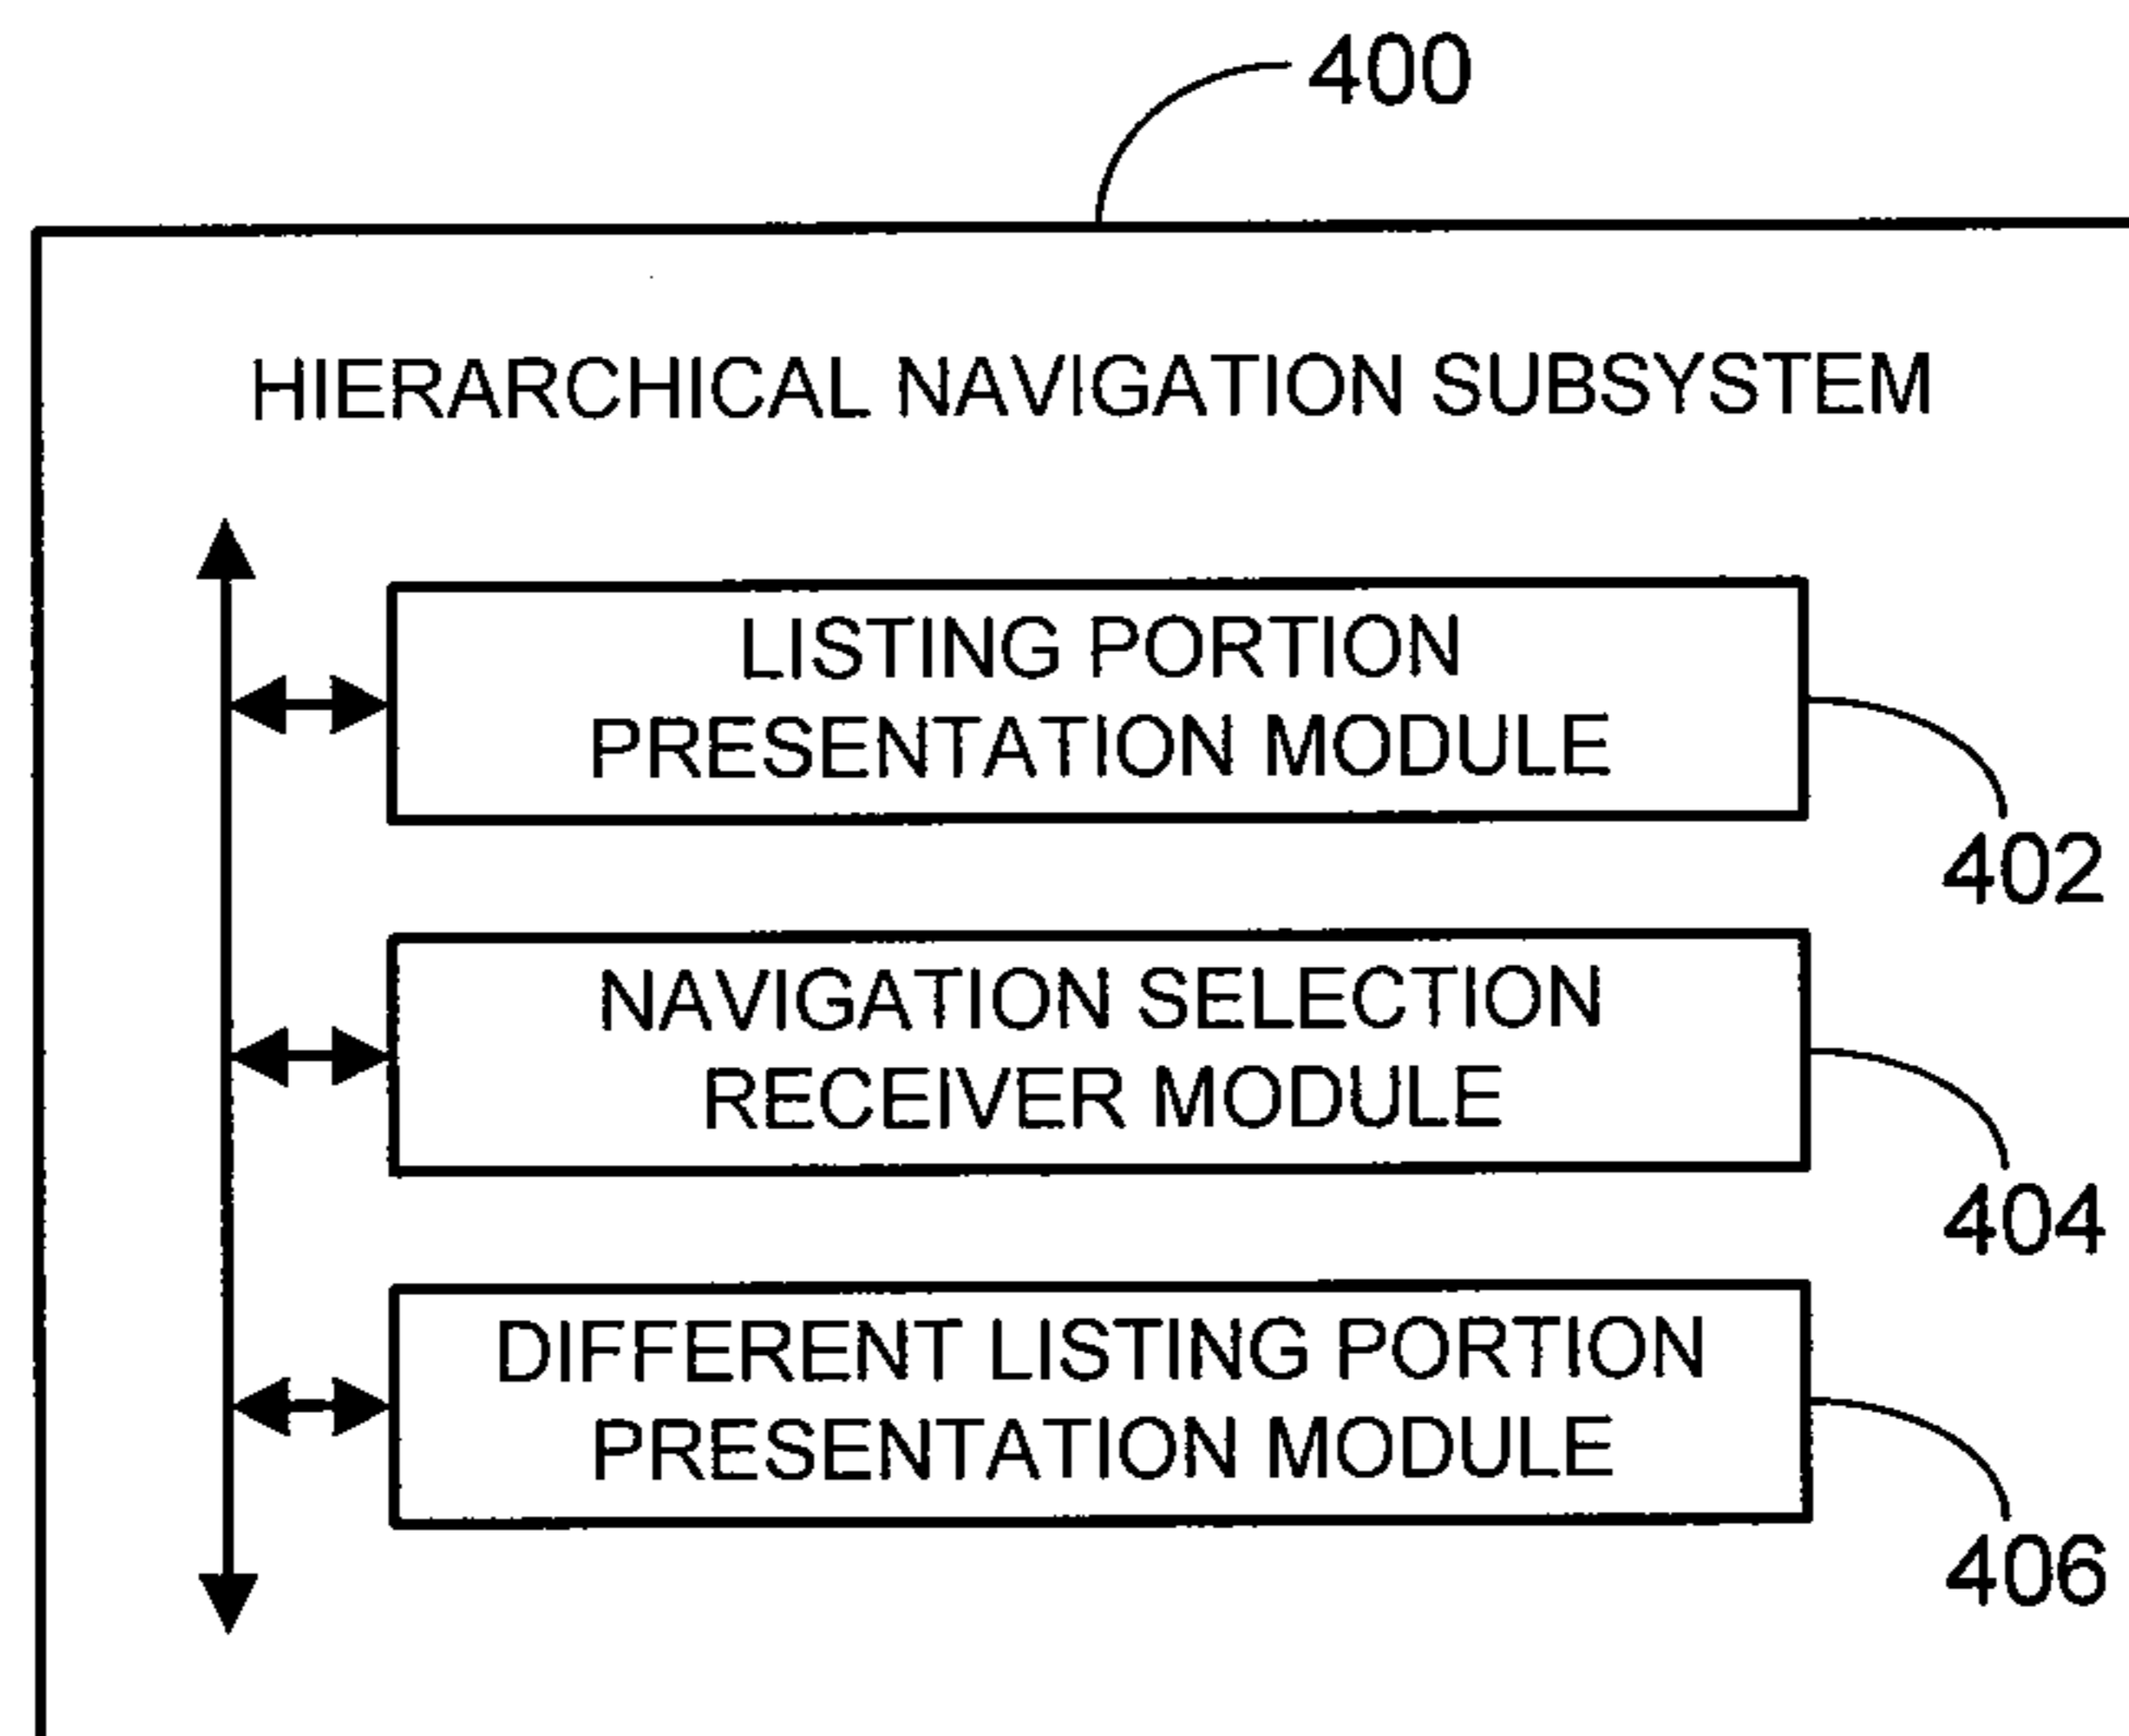 400
HIERARCHICAL NAVIGATION SUBSYSTEM
LISTING PORTION
PRESENTATION MODULE
402
NAVIGATION SELECTION
RECEIVER MODULE
404
DIFFERENT LISTING PORTION
PRESENTATION MODULE
406